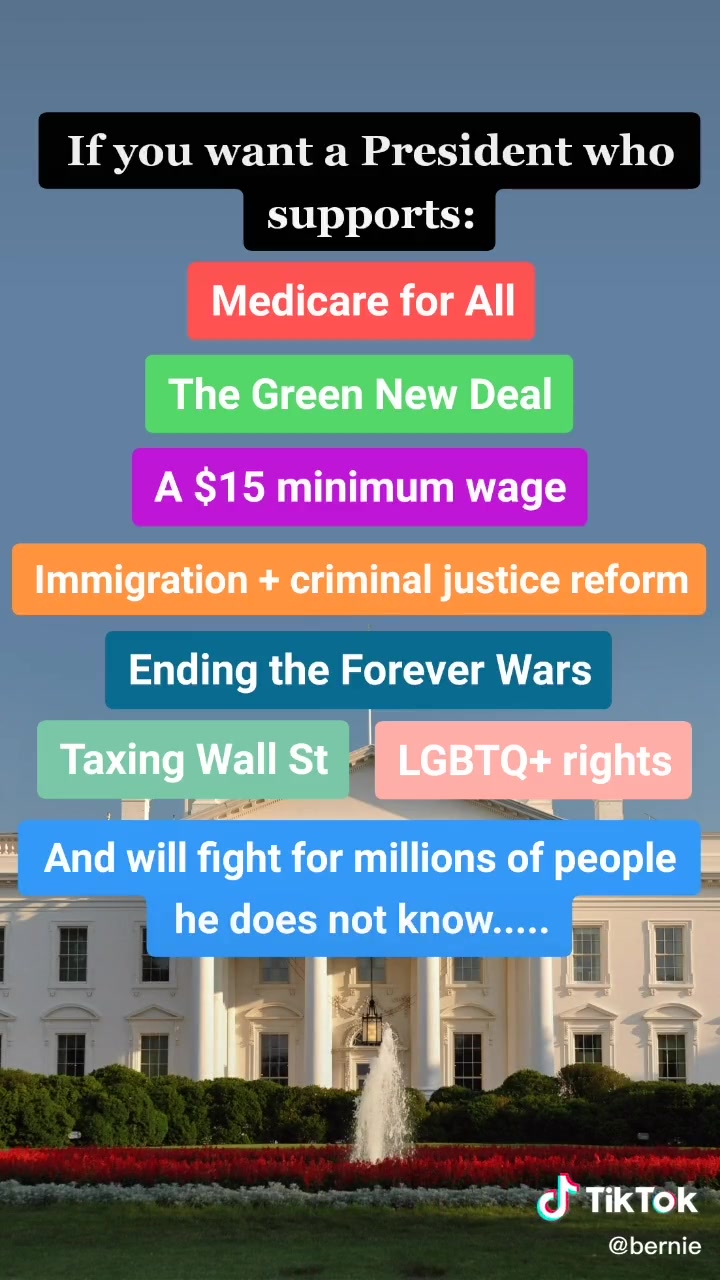 If you want a President who
supports:
Medicare for All
The Green New Deal
A $15 minimum wage
Immigration + criminal justice reform
Ending the Forever Wars
Taxing Wall St
LGBTQ+ rights
And will fight for millions of people
he does not know.....
TikTok
@bernie